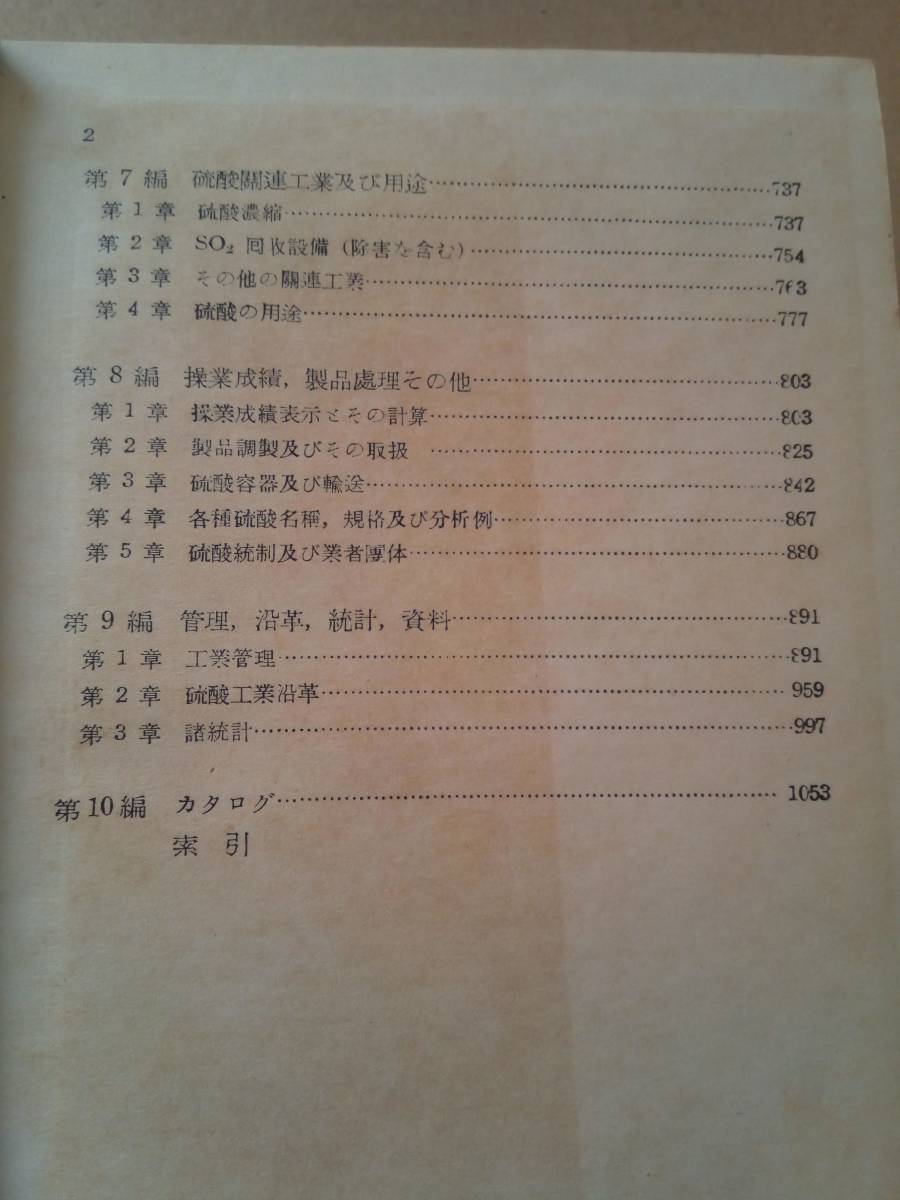 2
第7編 硫酸關連工業及び用途……………737
第1章 硫酸濃縮……………737
第2章 SO₂ 回收設備（除害を含む）……………754
第3章 その他の關連工業……………763
第4章 硫酸の用途……………777
第8編 操業成績，製品處理その他……………803
第1章 操業成績表示とその計算……………803
第2章 製品調製及びその取扱……………825
第3章 硫酸容器及び輸送……………842
第4章 各種硫酸名稱，規格及び分析例……………867
第5章 硫酸統制及び業者團体……………880
第9編 管理，沿革，統計，資料……………891
第1章 工業管理……………891
第2章 硫酸工業沿革……………959
第3章 諸統計……………997
第10編 カタログ……………1053
索引